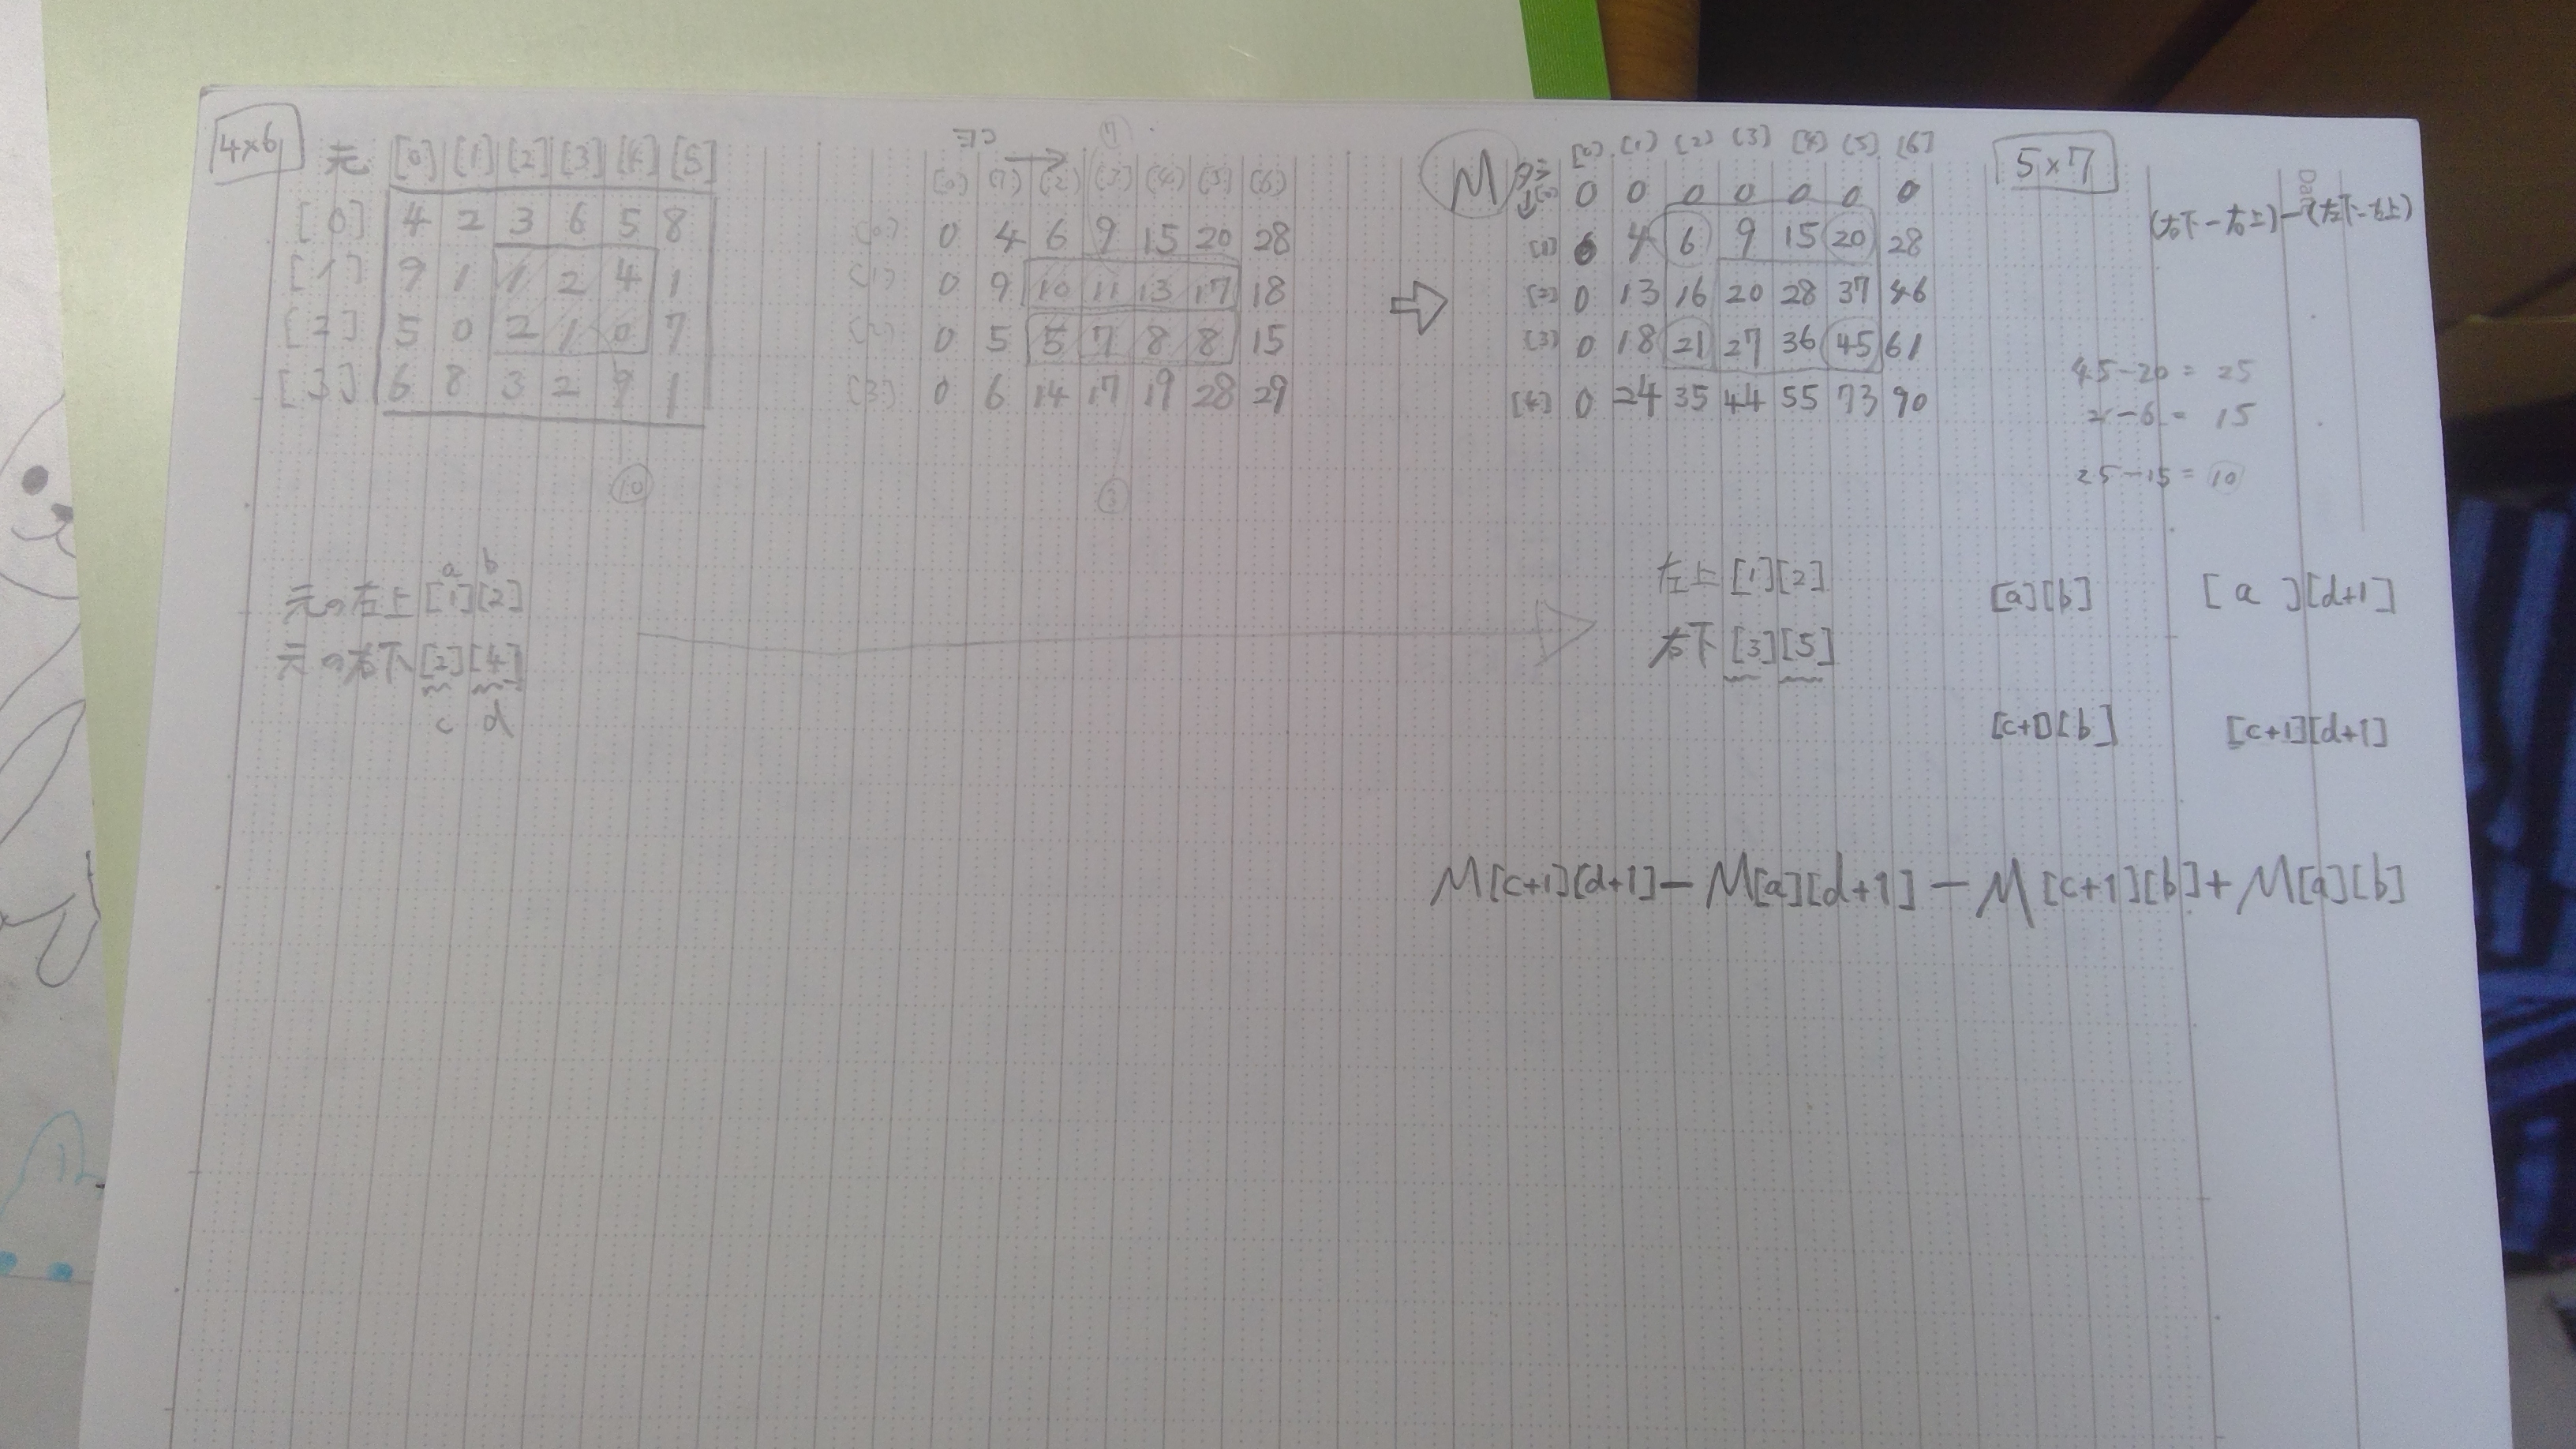 4×6
元 [0] [1] [2] [3] [4] [5]
[0] 4 2 3 6 5 8
[1] 9 1 1 2 4 1
[2] 5 0 2 1 0 7
[3] 6 8 3 2 9 1
10
ヨコ →
(0) (1) (2) (3) (4) (5) (6)
(0) 0 4 6 9 15 20 28
(1) 0 9 10 11 13 17 18
(2) 0 5 5 7 8 8 15
(3) 0 6 14 17 19 28 29
3
⇨
M タテ↓ [0] (1) (2) (3) (4) (5) [6]
[0] 0 0 0 0 0 0 0
[1] 0 4 6 9 15 20 28
[2] 0 13 16 20 28 37 46
[3] 0 18 21 27 36 45 61
[4] 0 24 35 44 55 73 90
5×7
(右下-右上)-(左下-左上)
45-20=25
-6=15
25-15=10
a b
元の左上[1][2]
元の右下[2][4]
c d
左上[1][2]
右下[3][5]
[a][b] [a ][d+1]
[c+1][b] [c+1][d+1]
M[c+1][d+1]-M[a][d+1]-M[c+1][b]+M[a][b]